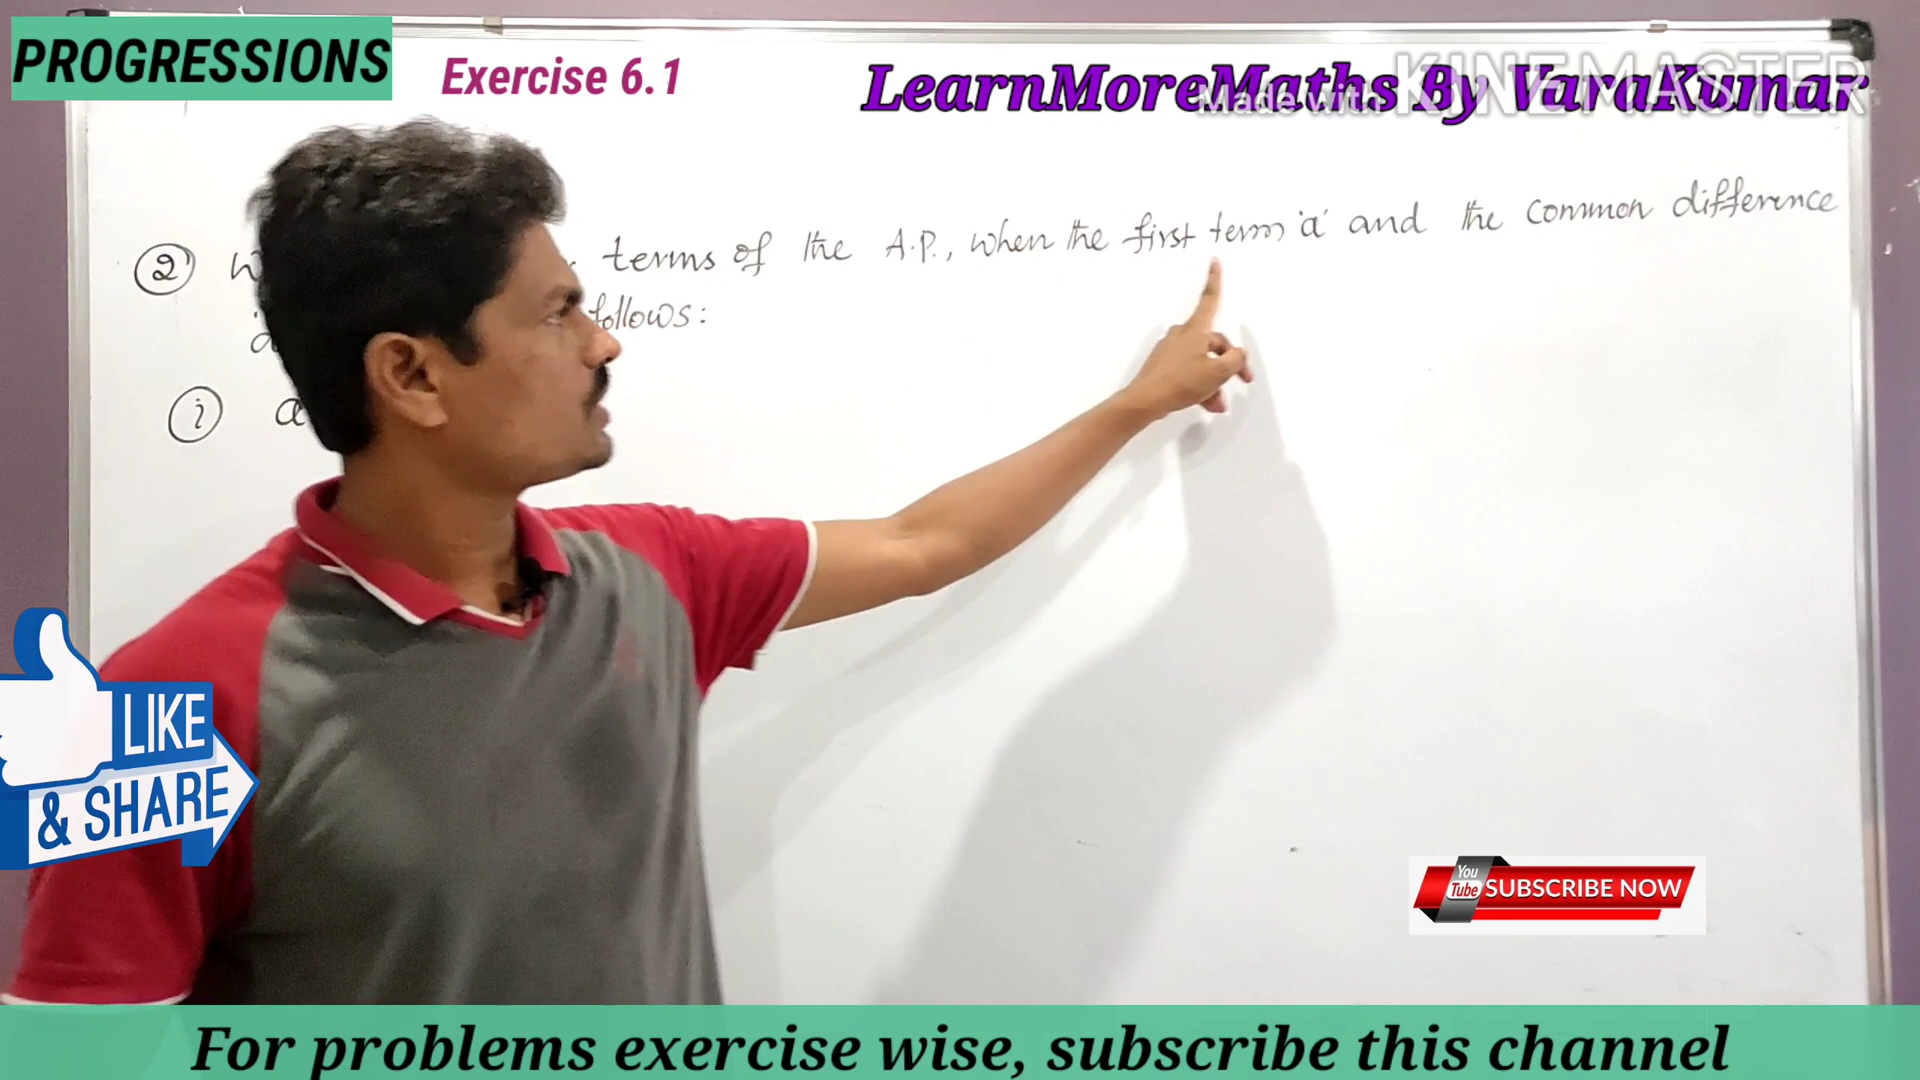 PROGRESSIONS
Exercise 6.1
LearnMoreMaths By VaraKumar
Made with KINEMASTER
② terms of the A.P., when the first term 'a' and the common difference
follows:
ⓘ a
LIKE
& SHARE
You
Tube
SUBSCRIBE NOW
For problems exercise wise, subscribe this channel